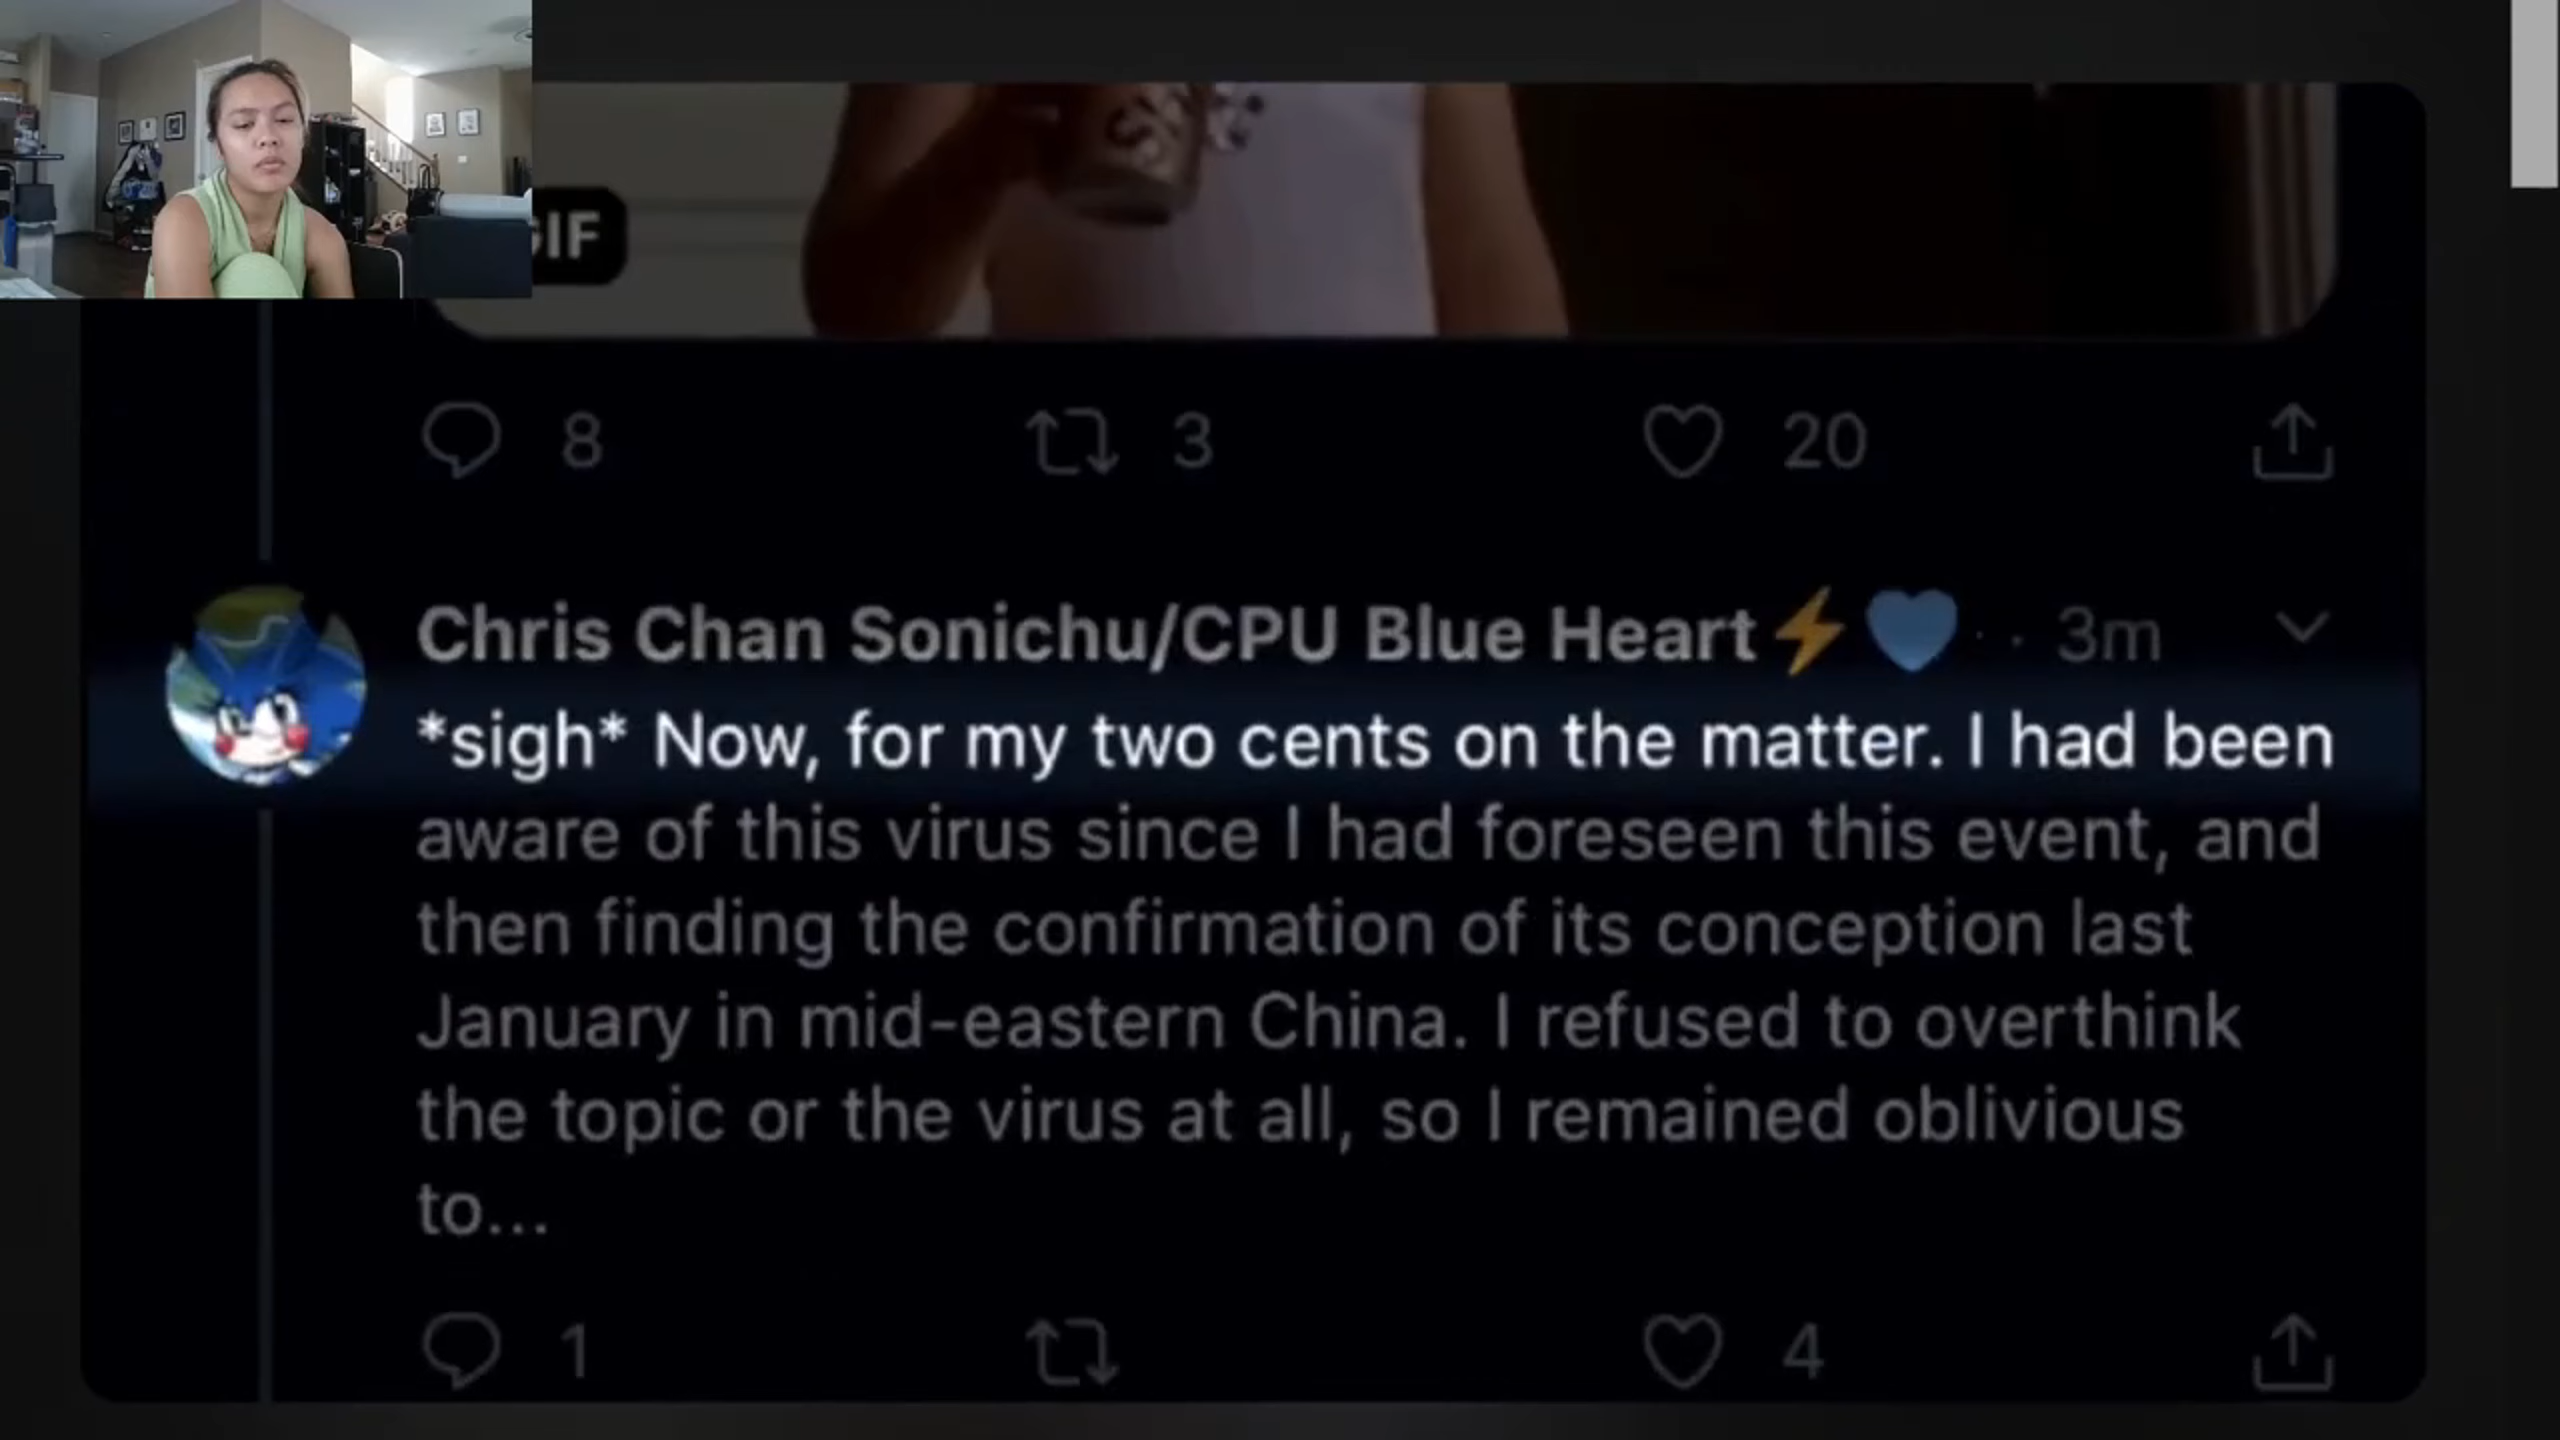 GIF
8 3 20
Chris Chan Sonichu/CPU Blue Heart⚡💙 · · 3m
*sigh* Now, for my two cents on the matter. I had been
aware of this virus since I had foreseen this event, and
then finding the confirmation of its conception last
January in mid-eastern China. I refused to overthink
the topic or the virus at all, so I remained oblivious
to...
1 4